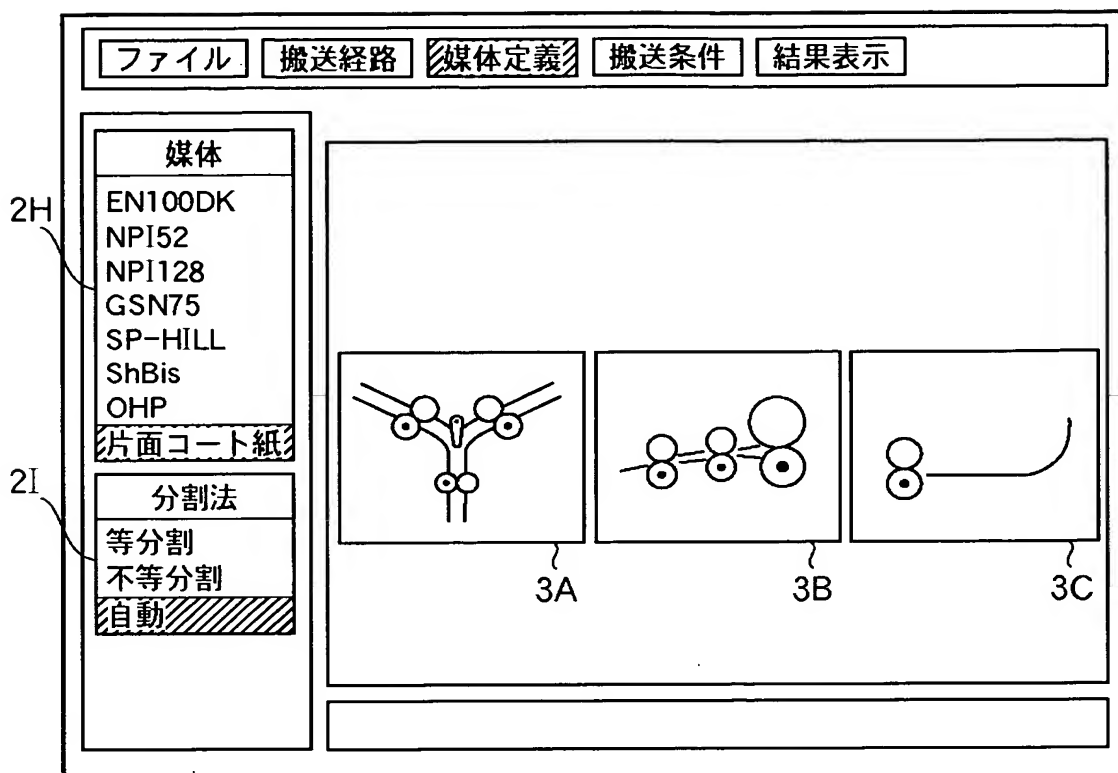 ファイル 搬送経路 媒体定義 搬送条件 結果表示
媒体
2H
EN100DK
NPI52
NPI128
GSN75
SP-HILL
ShBis
OHP
片面コート紙
2I
分割法
等分割
不等分割
自動
3A 3B 3C